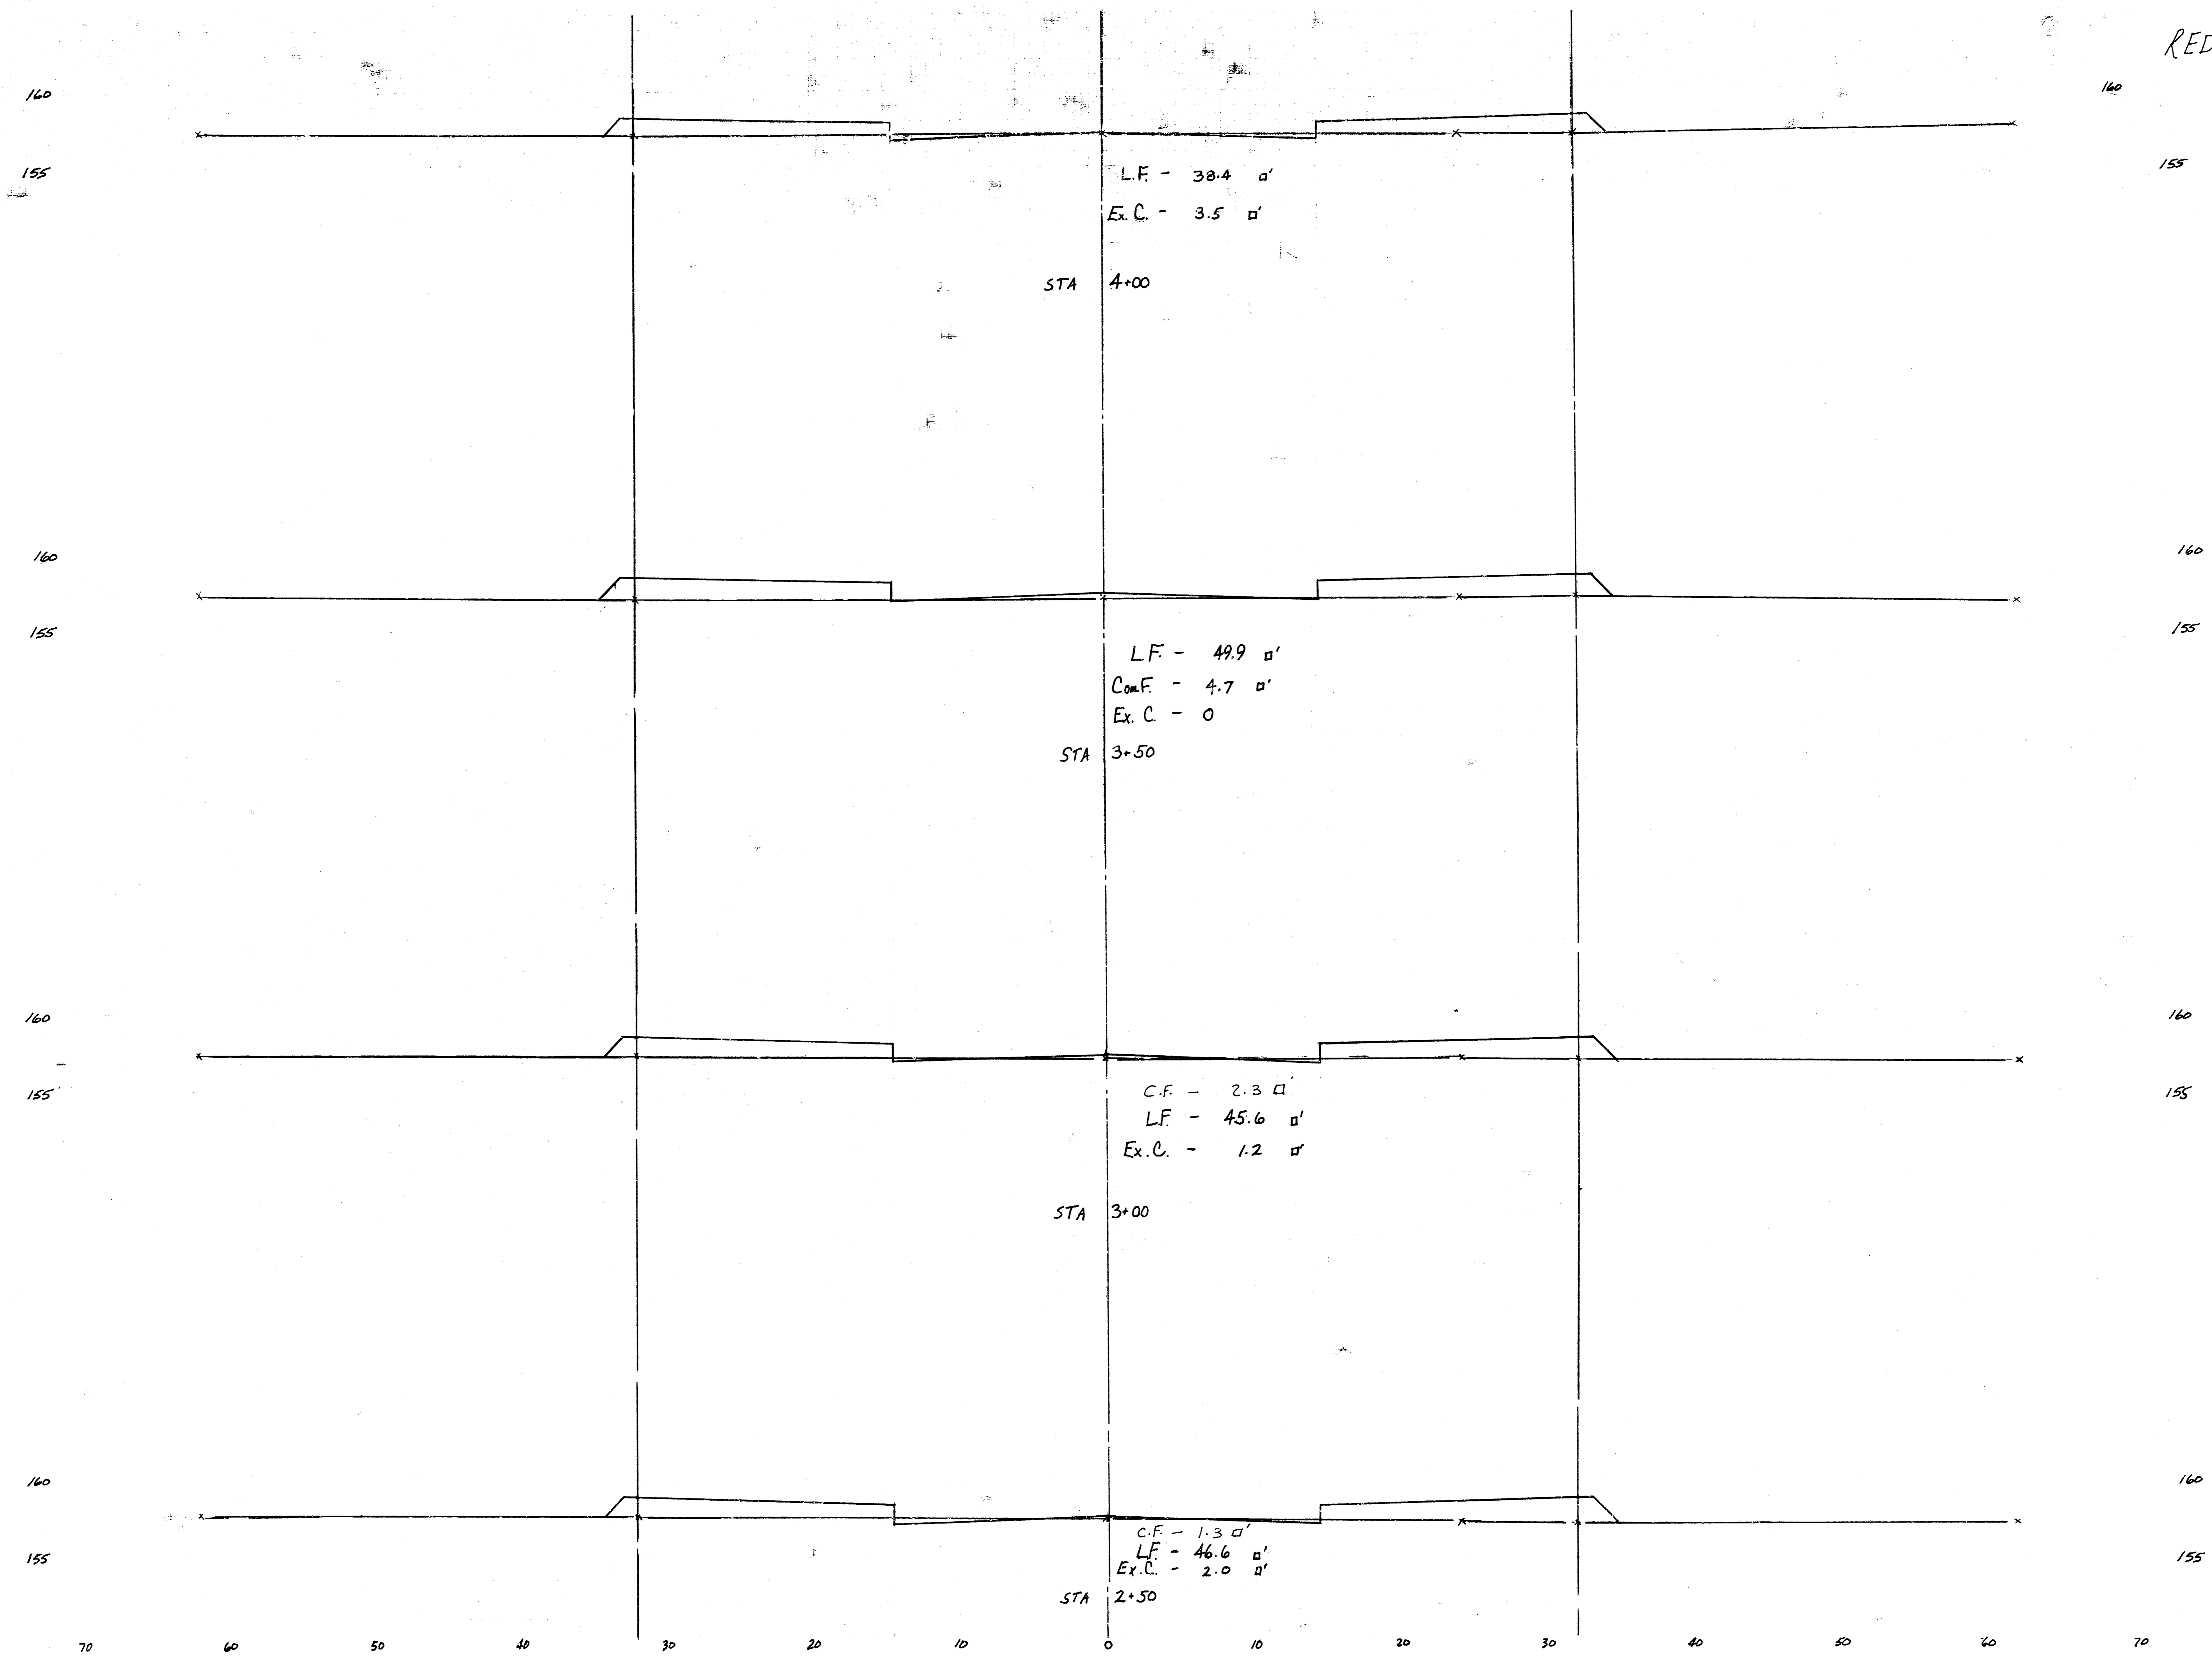 RED
160 160
155 155
L.F. - 38.4 □'
Ex. C. - 3.5 □'
STA 4+00
160 160
155 155
L.F. - 49.9 □'
Com F. - 4.7 □'
Ex. C. - 0
STA 3+50
160 160
155 155
C.F. - 2.3 □'
L.F. - 45.6 □'
Ex. C. - 1.2 □'
STA 3+00
160 160
C.F. - 1.3 □'
L.F. - 46.6 □'
155 155
Ex. C. - 2.0 □'
STA 2+50
70 60 50 40 30 20 10 0 10 20 30 40 50 60 70